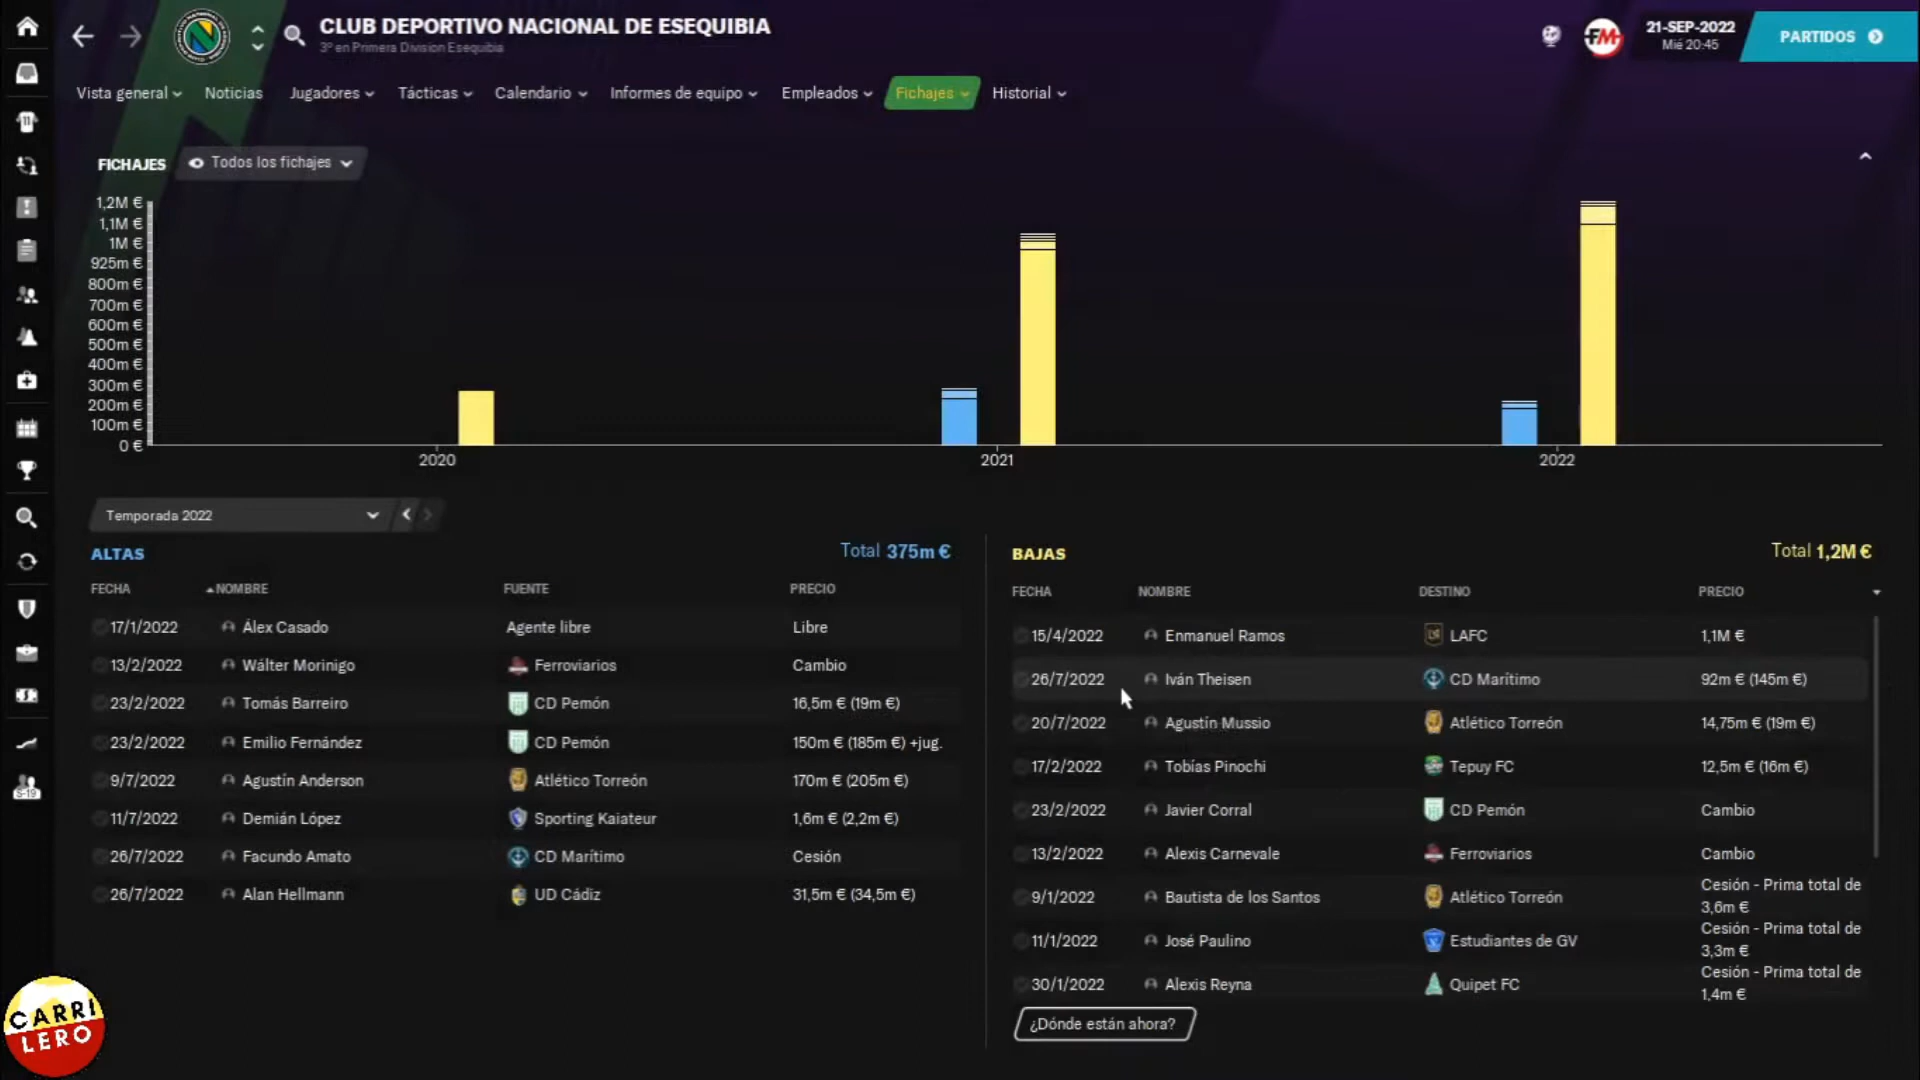 CLUB DEPORTIVO NACIONAL DE ESEQUIBIA
3º en Primera Division Esequibia
FM
21-SEP-2022
Mié 20:45
PARTIDOS
Vista general Noticias Jugadores Tácticas Calendario Informes de equipo Empleados Fichajes Historial
FICHAJES Todos los fichajes
1,2M €
1,1M €
1M €
925m €
800m €
700m €
600m €
500m €
400m €
300m €
200m €
100m €
0 €
2020 2021 2022
Temporada 2022
ALTAS Total 375m €
FECHA NOMBRE FUENTE PRECIO
17/1/2022 Álex Casado Agente libre Libre
13/2/2022 Wálter Morinigo Ferroviarios Cambio
23/2/2022 Tomás Barreiro CD Pemón 16,5m € (19m €)
23/2/2022 Emilio Fernández CD Pemón 150m € (185m €) +jug.
9/7/2022 Agustín Anderson Atlético Torreón 170m € (205m €)
11/7/2022 Demián López Sporting Kaiateur 1,6m € (2,2m €)
26/7/2022 Facundo Amato CD Marítimo Cesión
26/7/2022 Alan Hellmann UD Cádiz 31,5m € (34,5m €)
BAJAS Total 1,2M €
FECHA NOMBRE DESTINO PRECIO
15/4/2022 Enmanuel Ramos LAFC 1,1M €
26/7/2022 Iván Theisen CD Marítimo 92m € (145m €)
20/7/2022 Agustín Mussio Atlético Torreón 14,75m € (19m €)
17/2/2022 Tobías Pinochi Tepuy FC 12,5m € (16m €)
23/2/2022 Javier Corral CD Pemón Cambio
13/2/2022 Alexis Carnevale Ferroviarios Cambio
9/1/2022 Bautista de los Santos Atlético Torreón Cesión - Prima total de
3,6m €
11/1/2022 José Paulino Estudiantes de GV Cesión - Prima total de
3,3m €
30/1/2022 Alexis Reyna Quipet FC Cesión - Prima total de
1,4m €
¿Dónde están ahora?
S-19
CARRI
LERO